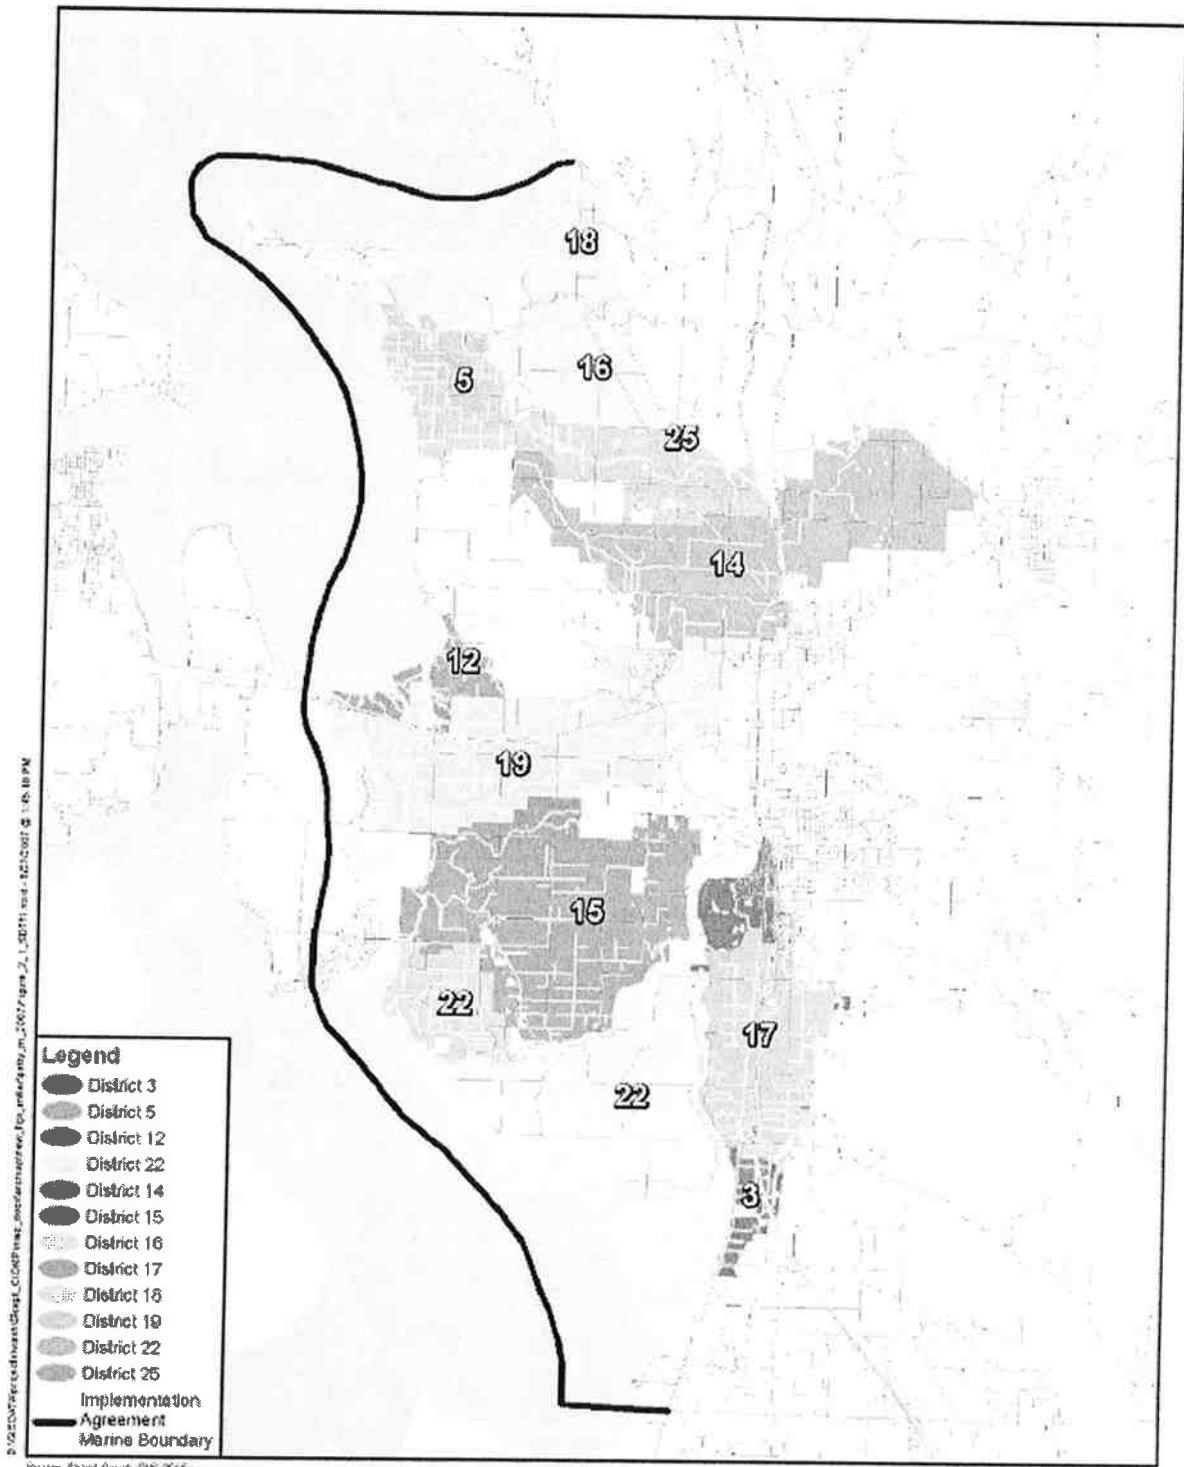 18
16
5
25
14
12
19
15
22
17
22
3
Legend
District 3
District 5
District 12
District 22
District 14
District 15
District 16
District 17
District 18
District 19
District 22
District 25
Implementation
Agreement
Marine Boundary